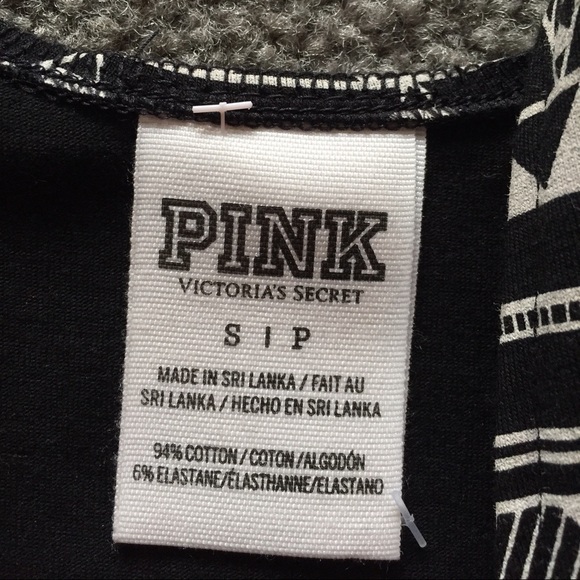 PINK
VICTORIA'S SECRET
S | P
MADE IN SRI LANKA / FAIT AU
SRI LANKA / HECHO EN SRI LANKA
94% COTTON / COTON/ALGODÓN
6% ELASTANE/ÉLASTHANNE/ELASTANO